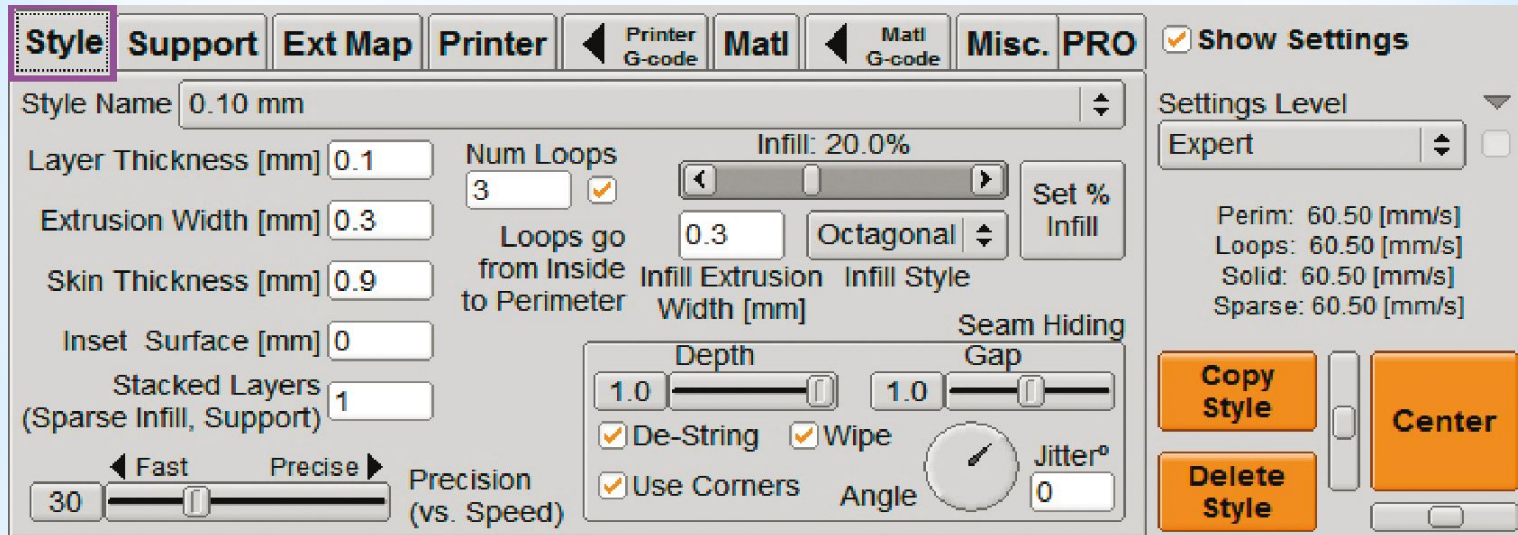 Style Support Ext Map Printer Printer G-code Matl Matl G-code Misc. PRO
Show Settings
Style Name 0.10 mm
Settings Level
Expert
Layer Thickness [mm] 0.1
Extrusion Width [mm] 0.3
Skin Thickness [mm] 0.9
Inset Surface [mm] 0
Stacked Layers
(Sparse Infill, Support) 1
Fast Precise
30
Precision
(vs. Speed)
Num Loops
3
Loops go
from Inside
to Perimeter
Infill: 20.0%
Set %
Infill
0.3 Octagonal
Infill Extrusion
Width [mm]
Infill Style
Seam Hiding
Depth Gap
1.0 1.0
De-String Wipe
Use Corners Angle
Jitterº
0
Perim: 60.50 [mm/s]
Loops: 60.50 [mm/s]
Solid: 60.50 [mm/s]
Sparse: 60.50 [mm/s]
Copy
Style
Center
Delete
Style